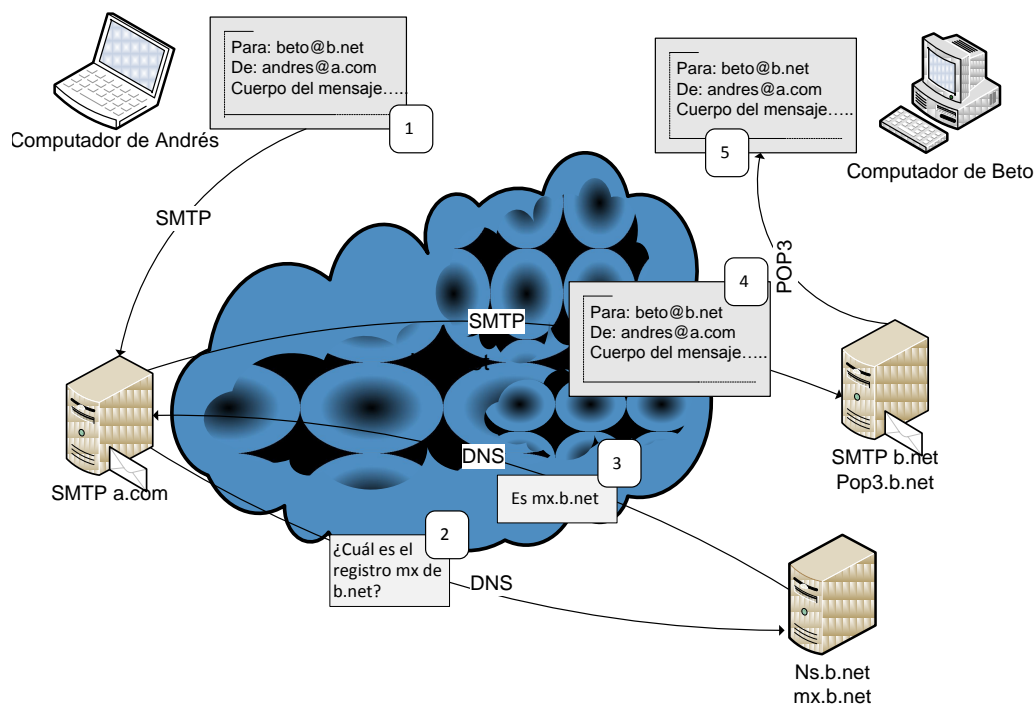 Para: beto@b.net
De: andres@a.com
Cuerpo del mensaje…..
1
Computador de Andrés
Para: beto@b.net
De: andres@a.com
Cuerpo del mensaje…..
5
Computador de Beto
SMTP
POP3
4
Para: beto@b.net
De: andres@a.com
Cuerpo del mensaje…..
SMTP
SMTP a.com
SMTP b.net
Pop3.b.net
DNS
3
Es mx.b.net
2
¿Cuál es el
registro mx de
b.net?
DNS
Ns.b.net
mx.b.net